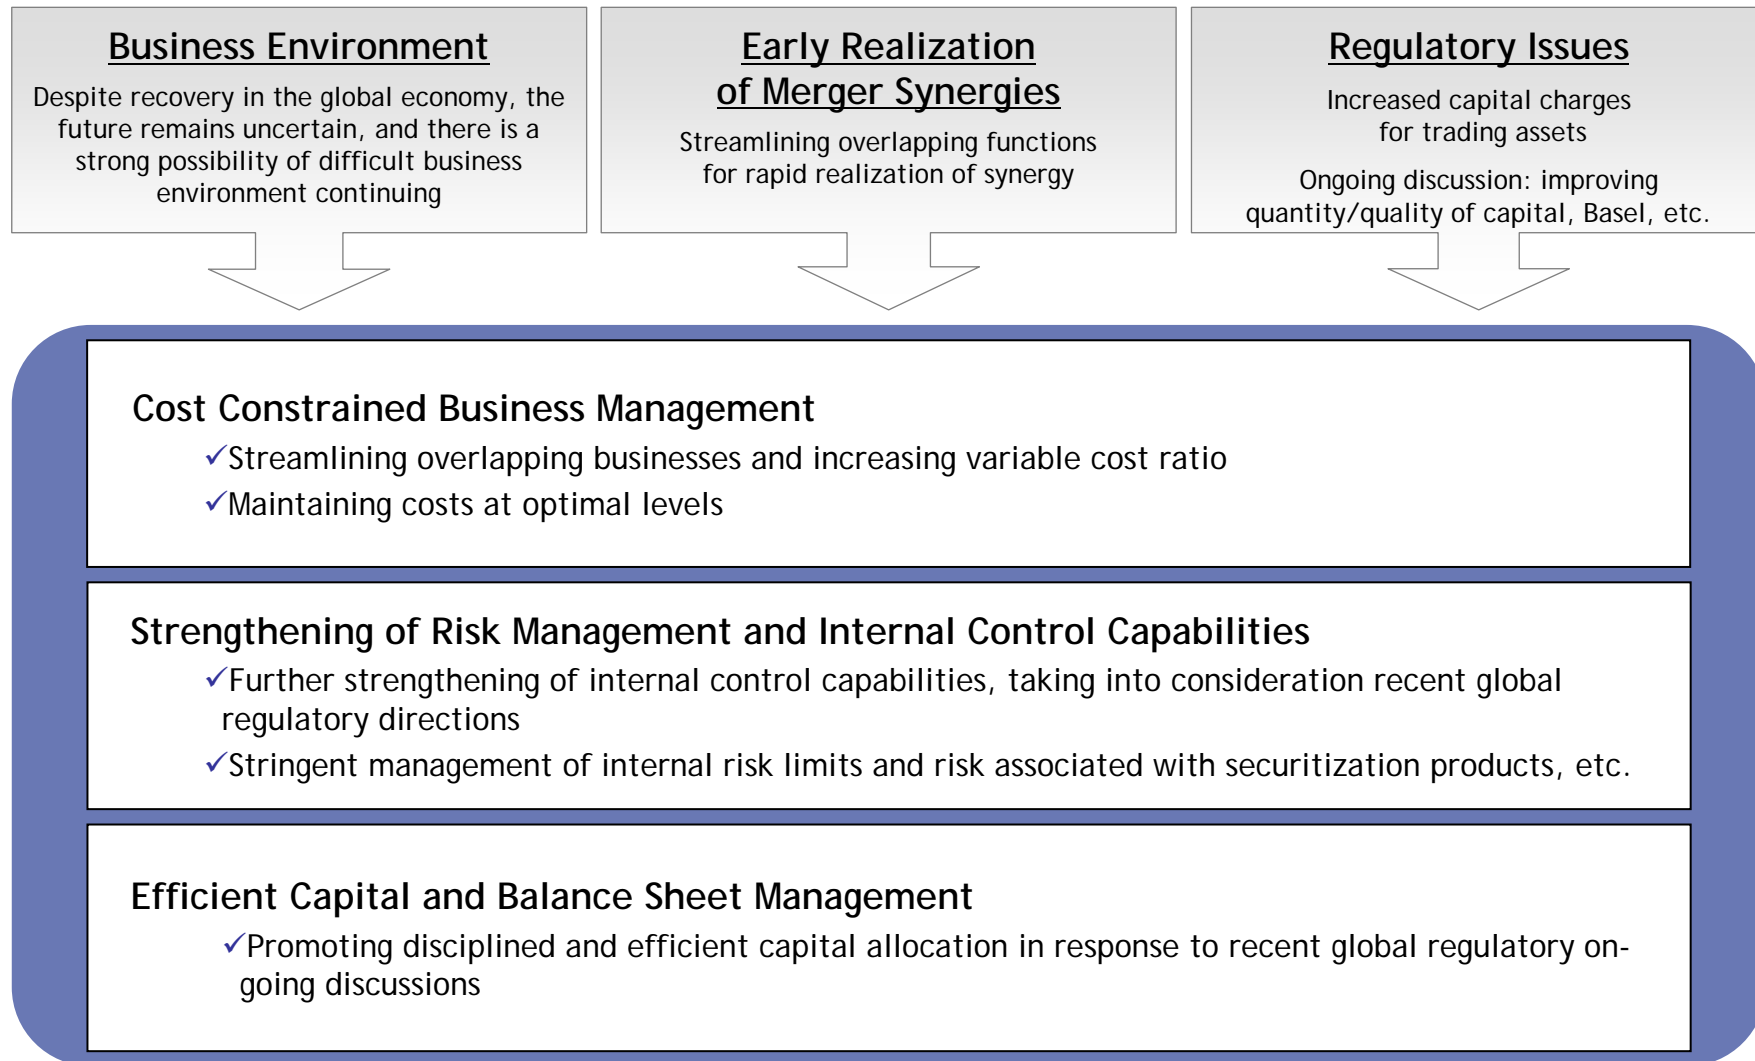 Business Environment
Despite recovery in the global economy, the
future remains uncertain, and there is a
strong possibility of difficult business
environment continuing
Early Realization
of Merger Synergies
Streamlining overlapping functions
for rapid realization of synergy
Regulatory Issues
Increased capital charges
for trading assets
Ongoing discussion: improving
quantity/quality of capital, Basel, etc.
Cost Constrained Business Management
✓Streamlining overlapping businesses and increasing variable cost ratio
✓Maintaining costs at optimal levels
Strengthening of Risk Management and Internal Control Capabilities
✓Further strengthening of internal control capabilities, taking into consideration recent global
regulatory directions
✓Stringent management of internal risk limits and risk associated with securitization products, etc.
Efficient Capital and Balance Sheet Management
✓Promoting disciplined and efficient capital allocation in response to recent global regulatory on-
going discussions